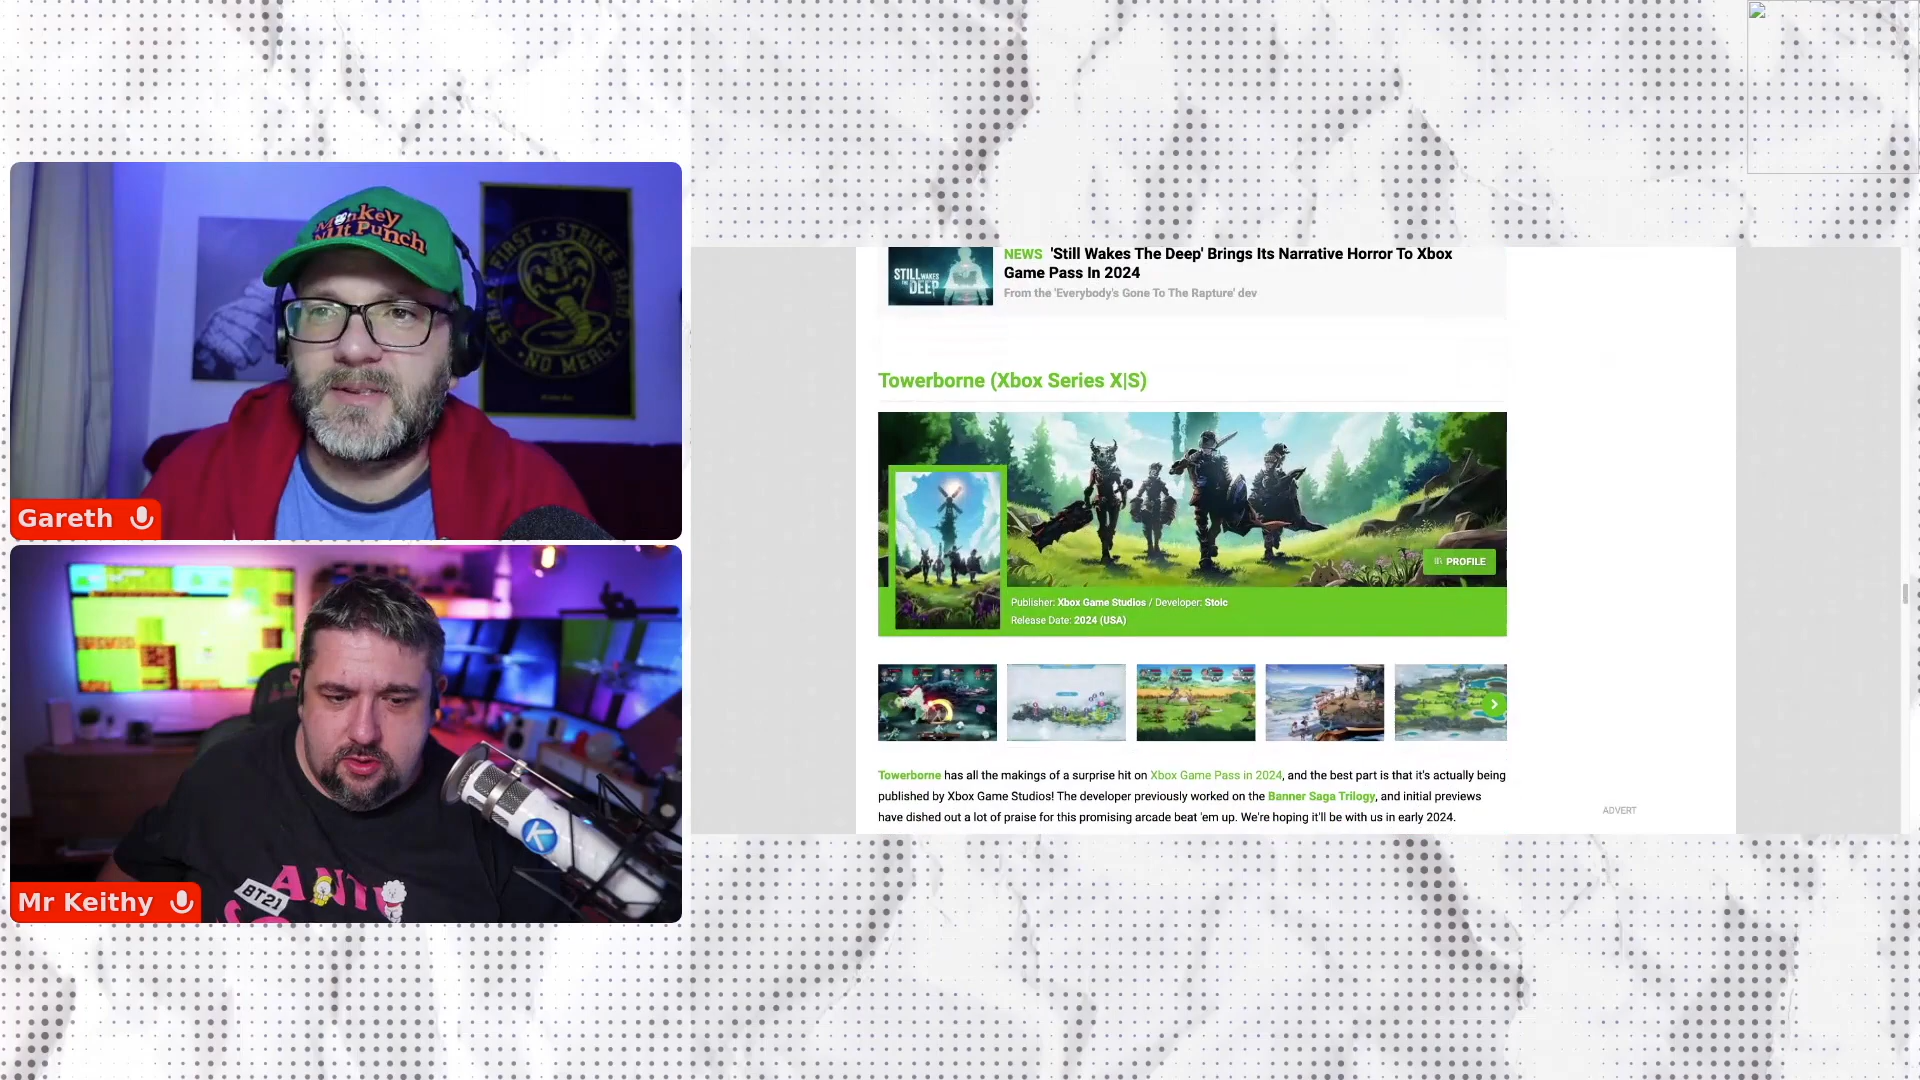 Monkey
Nut Punch
STRIKE FIRST · STRIKE HARD
· NO MERCY ·
Gareth
BT21
ANTI
Mr Keithy
STILL WAKES
THE DEEP
NEWS 'Still Wakes The Deep' Brings Its Narrative Horror To Xbox
Game Pass In 2024
From the 'Everybody's Gone To The Rapture' dev
Towerborne (Xbox Series X|S)
PROFILE
Publisher: Xbox Game Studios / Developer: Stoic
Release Date: 2024 (USA)
Towerborne has all the makings of a surprise hit on Xbox Game Pass in 2024, and the best part is that it's actually being
published by Xbox Game Studios! The developer previously worked on the Banner Saga Trilogy, and initial previews
have dished out a lot of praise for this promising arcade beat 'em up. We're hoping it'll be with us in early 2024.
ADVERT